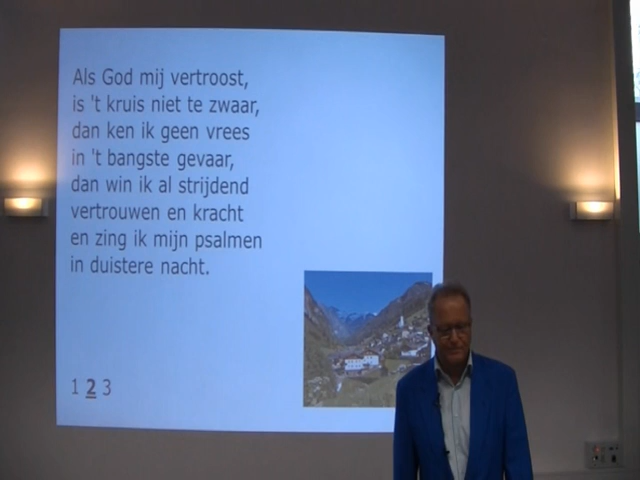 Als God mij vertroost,
is 't kruis niet te zwaar,
dan ken ik geen vrees
in 't bangste gevaar,
dan win ik al strijdend
vertrouwen en kracht
en zing ik mijn psalmen
in duistere nacht.
1 2 3